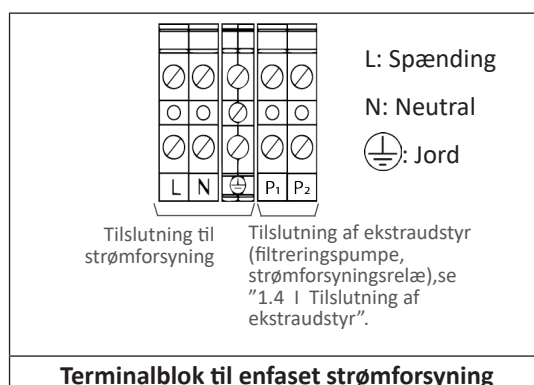 L: Spænding
N: Neutral
: Jord
L N P₁ P₂
Tilslutning til
strømforsyning
Tilslutning af ekstraudstyr
(filtreringspumpe,
strømforsyningsrelæ),se
”1.4 I Tilslutning af
ekstraudstyr”.
Terminalblok til enfaset strømforsyning